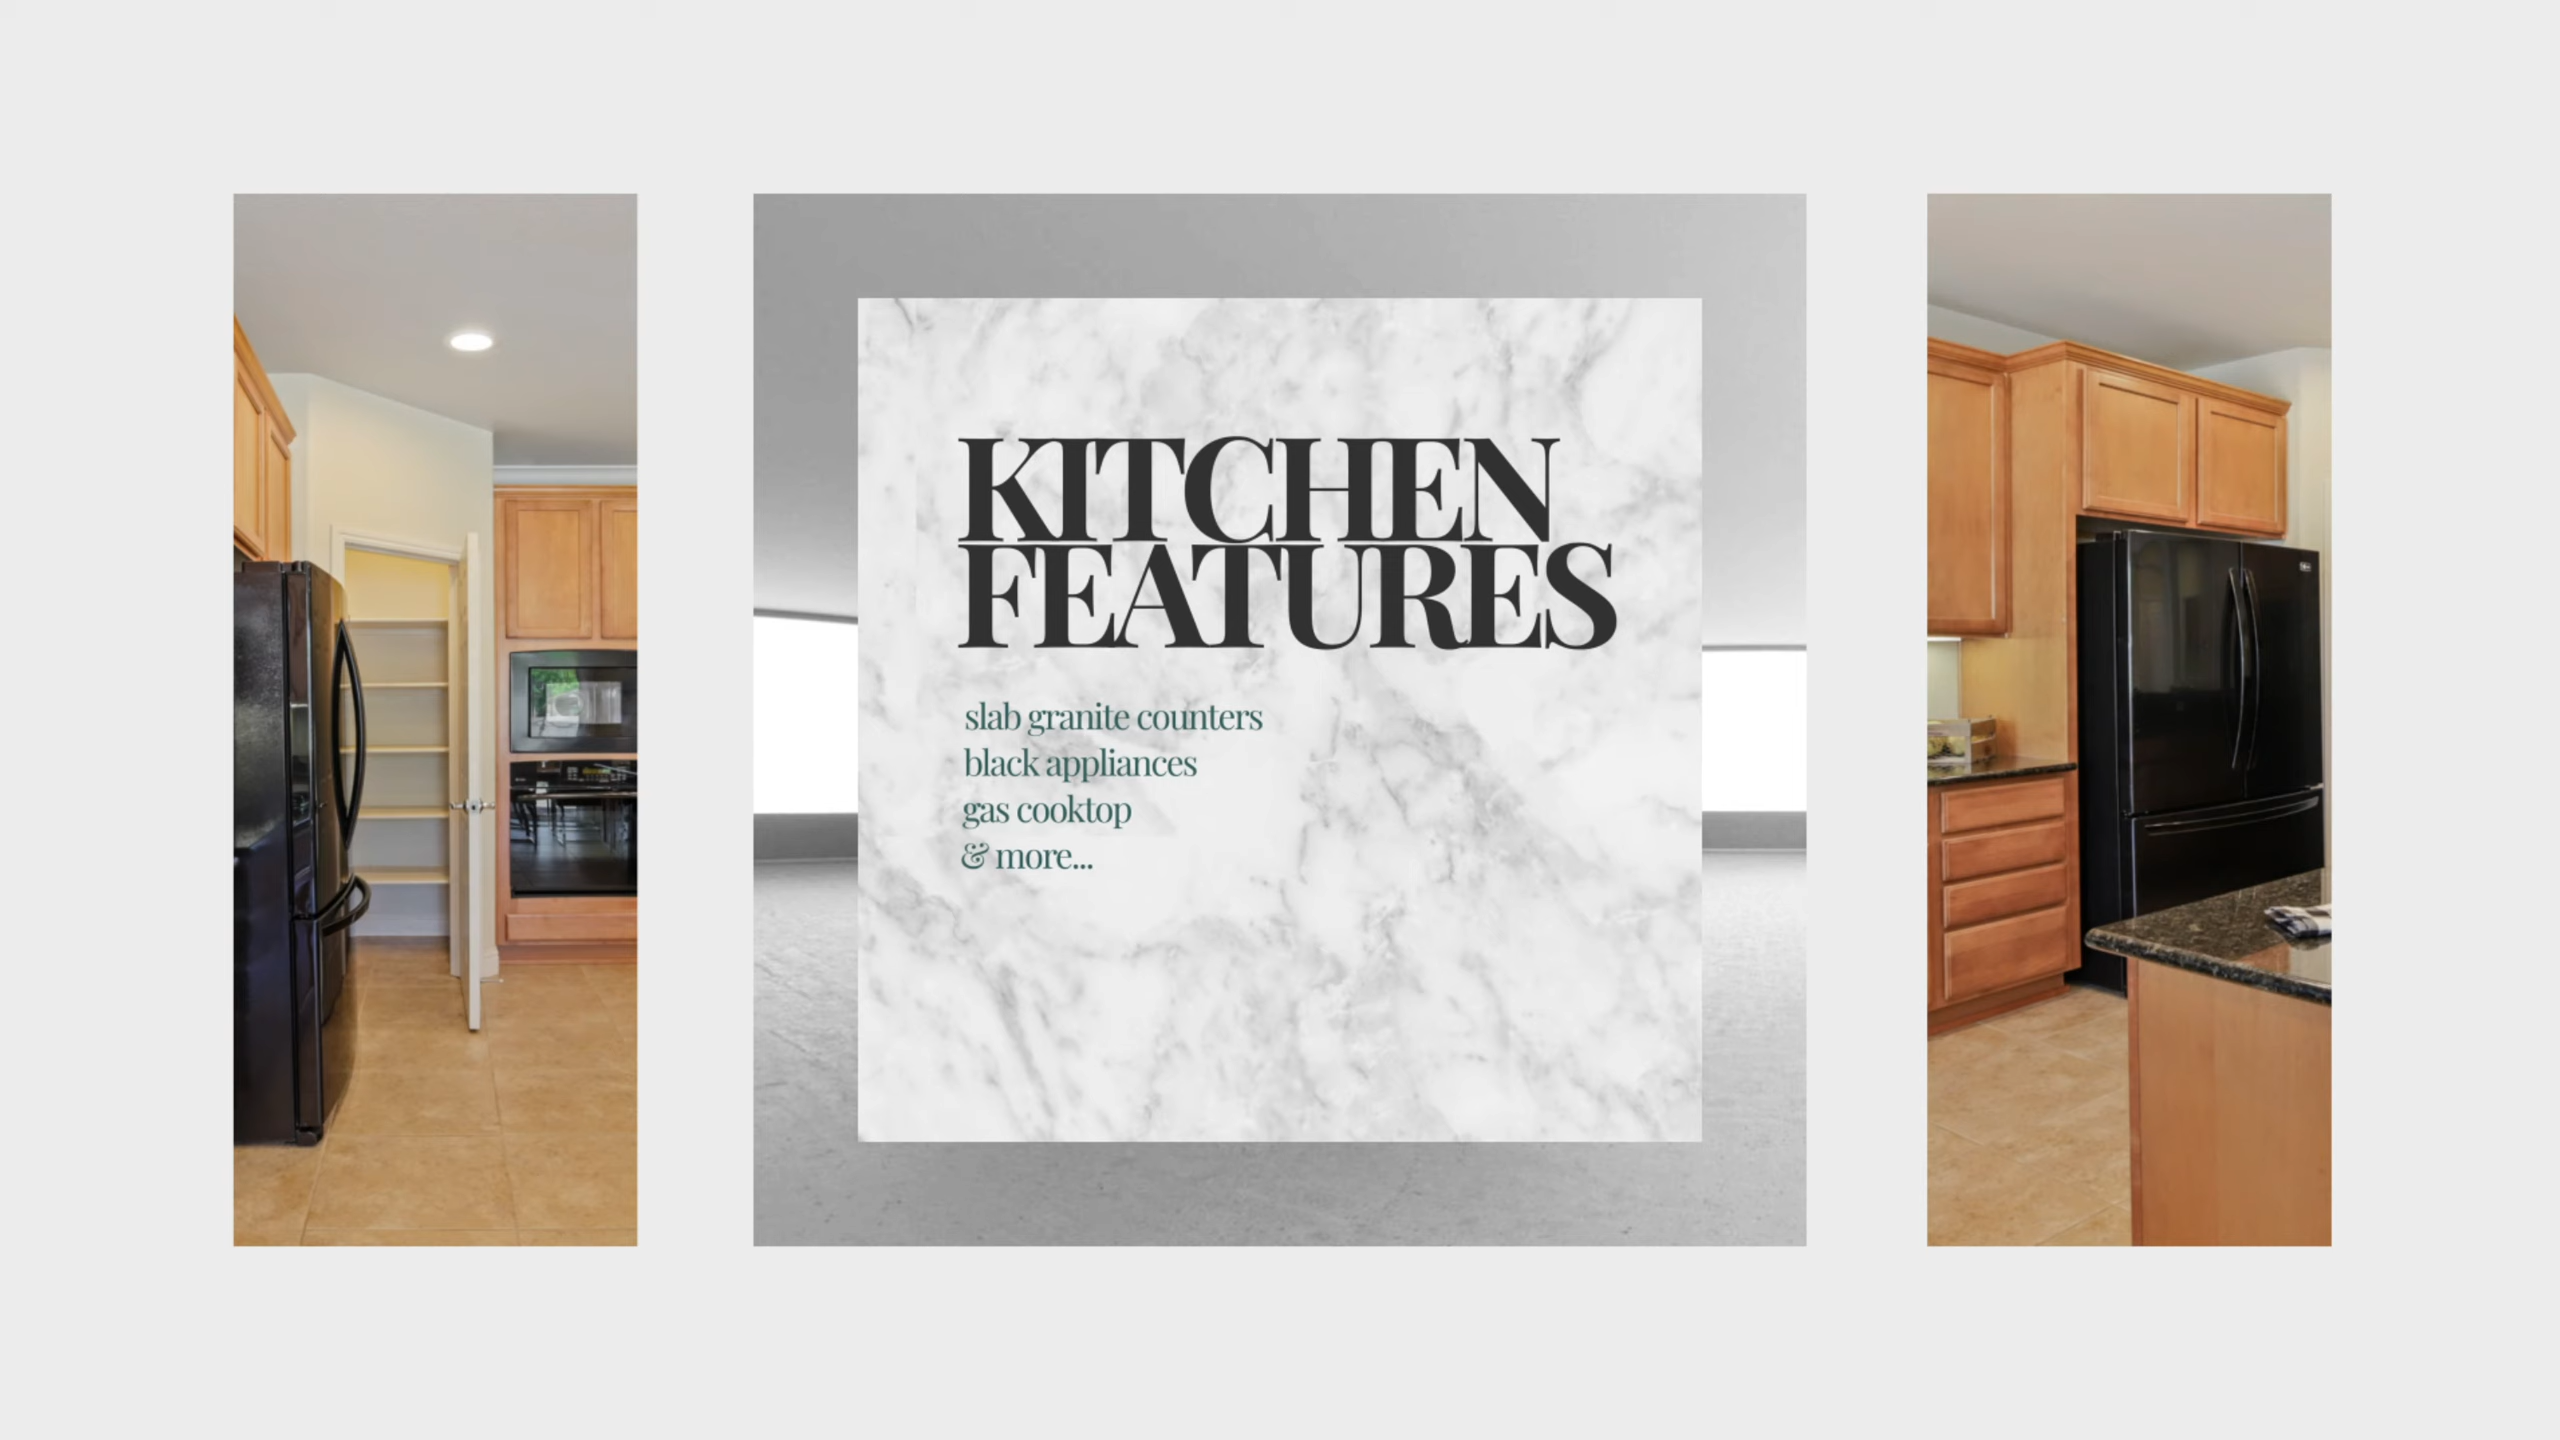 KITCHEN
FEATURES
slab granite counters
black appliances
gas cooktop
& more...